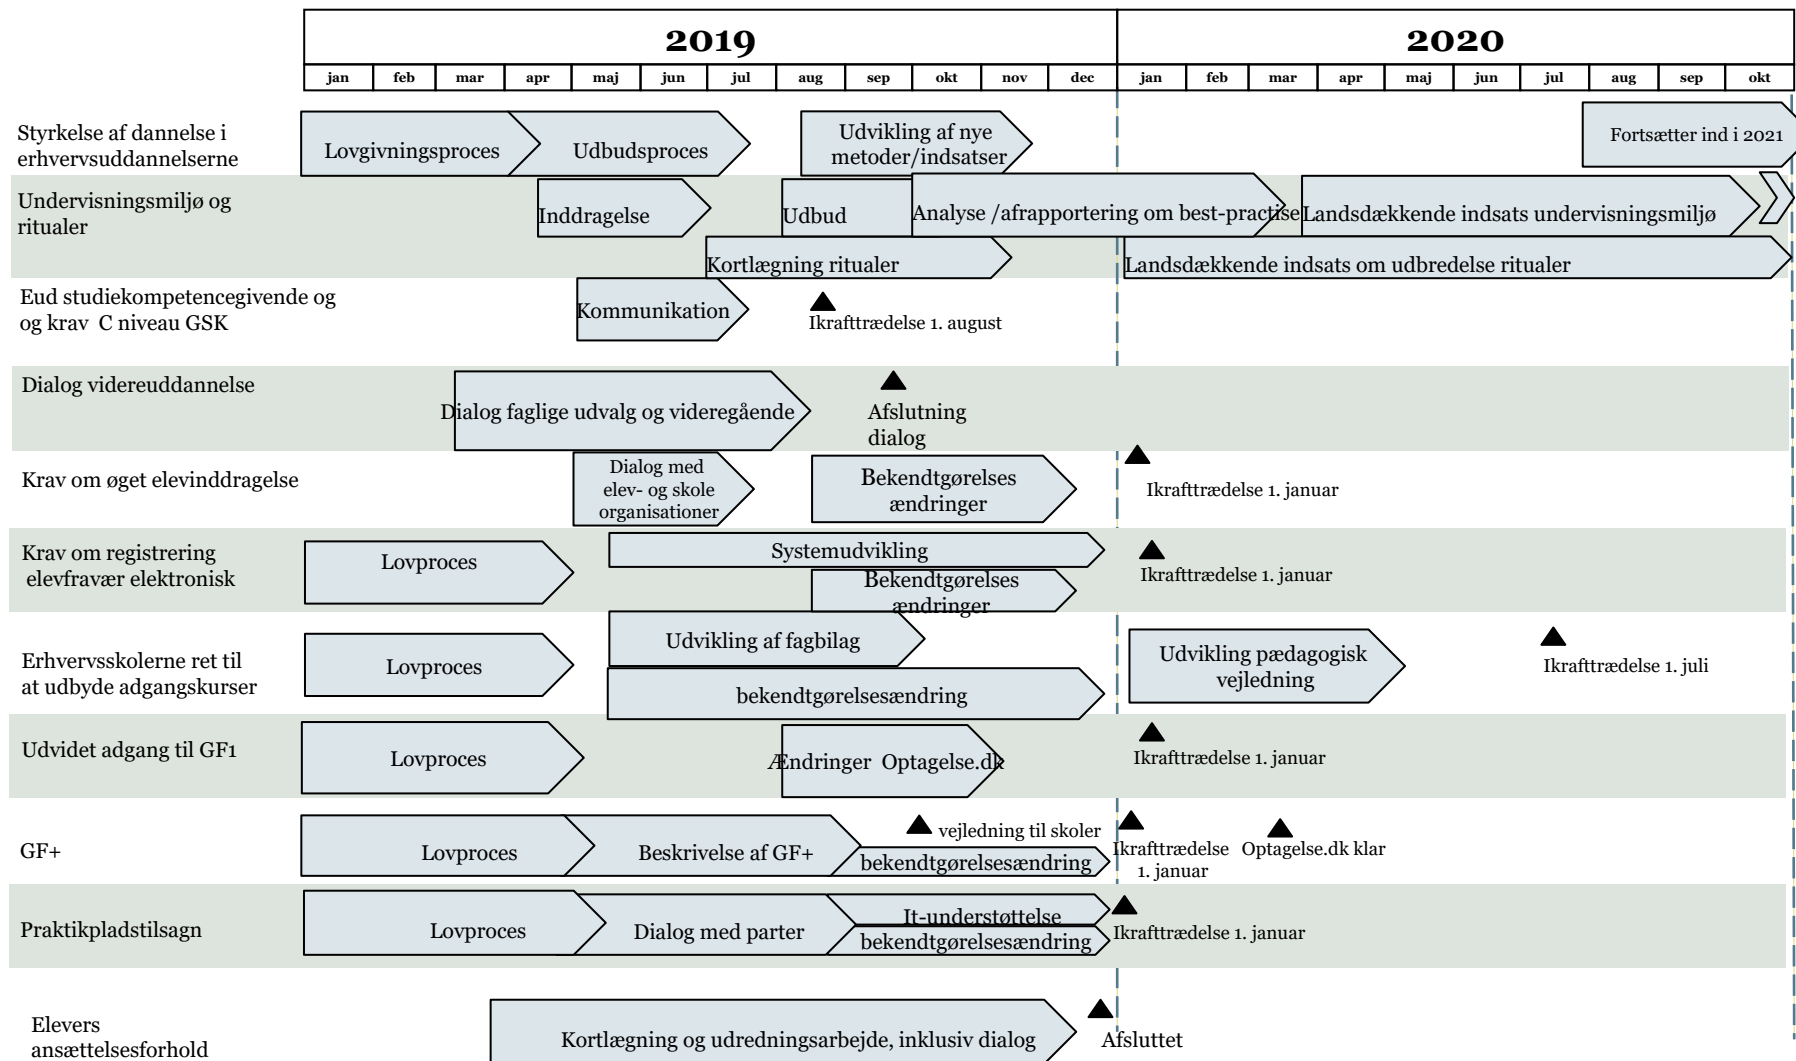 2019
2020
jan feb mar apr maj jun jul aug sep okt nov dec jan feb mar apr maj jun jul aug sep okt
Styrkelse af dannelse i
erhvervsuddannelserne
Lovgivningsproces
Udbudsproces
Udvikling af nye
metoder/indsatser
Fortsætter ind i 2021
Undervisningsmiljø og
ritualer
Inddragelse
Udbud
Analyse /afrapportering om best-practise
Landsdækkende indsats undervisningsmiljø
Kortlægning ritualer
Landsdækkende indsats om udbredelse ritualer
Eud studiekompetencegivende og
og krav  C niveau GSK
Kommunikation
Ikrafttrædelse 1. august
Dialog videreuddannelse
Dialog faglige udvalg og videregående
Afslutning
dialog
Krav om øget elevinddragelse
Dialog med
elev- og skole
organisationer
Bekendtgørelses
ændringer
Ikrafttrædelse 1. januar
Krav om registrering
elevfravær elektronisk
Lovproces
Systemudvikling
Bekendtgørelses
ændringer
Ikrafttrædelse 1. januar
Erhvervsskolerne ret til
at udbyde adgangskurser
Lovproces
Udvikling af fagbilag
bekendtgørelsesændring
Udvikling pædagogisk
vejledning
Ikrafttrædelse 1. juli
Udvidet adgang til GF1
Lovproces
Ændringer  Optagelse.dk
Ikrafttrædelse 1. januar
GF+
Lovproces
Beskrivelse af GF+
vejledning til skoler
bekendtgørelsesændring
Ikrafttrædelse
1. januar
Optagelse.dk klar
Praktikpladstilsagn
Lovproces
Dialog med parter
It-understøttelse
bekendtgørelsesændring
Ikrafttrædelse 1. januar
Elevers
ansættelsesforhold
Kortlægning og udredningsarbejde, inklusiv dialog
Afsluttet